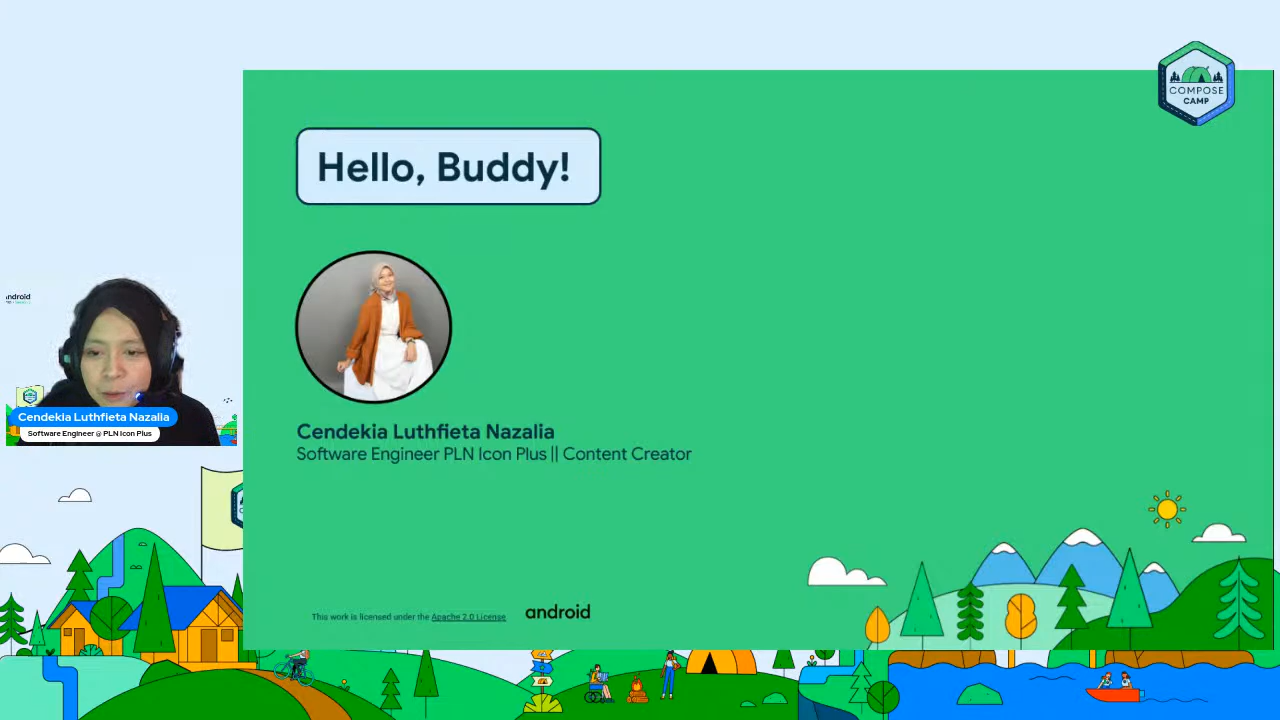 COMPOSE
CAMP
Hello, Buddy!
Cendekia Luthfieta Nazalia
Software Engineer PLN Icon Plus || Content Creator
Cendekia Luthfieta Nazalia
Software Engineer @ PLN Icon Plus
This work is licensed under the Apache 2.0 License
android